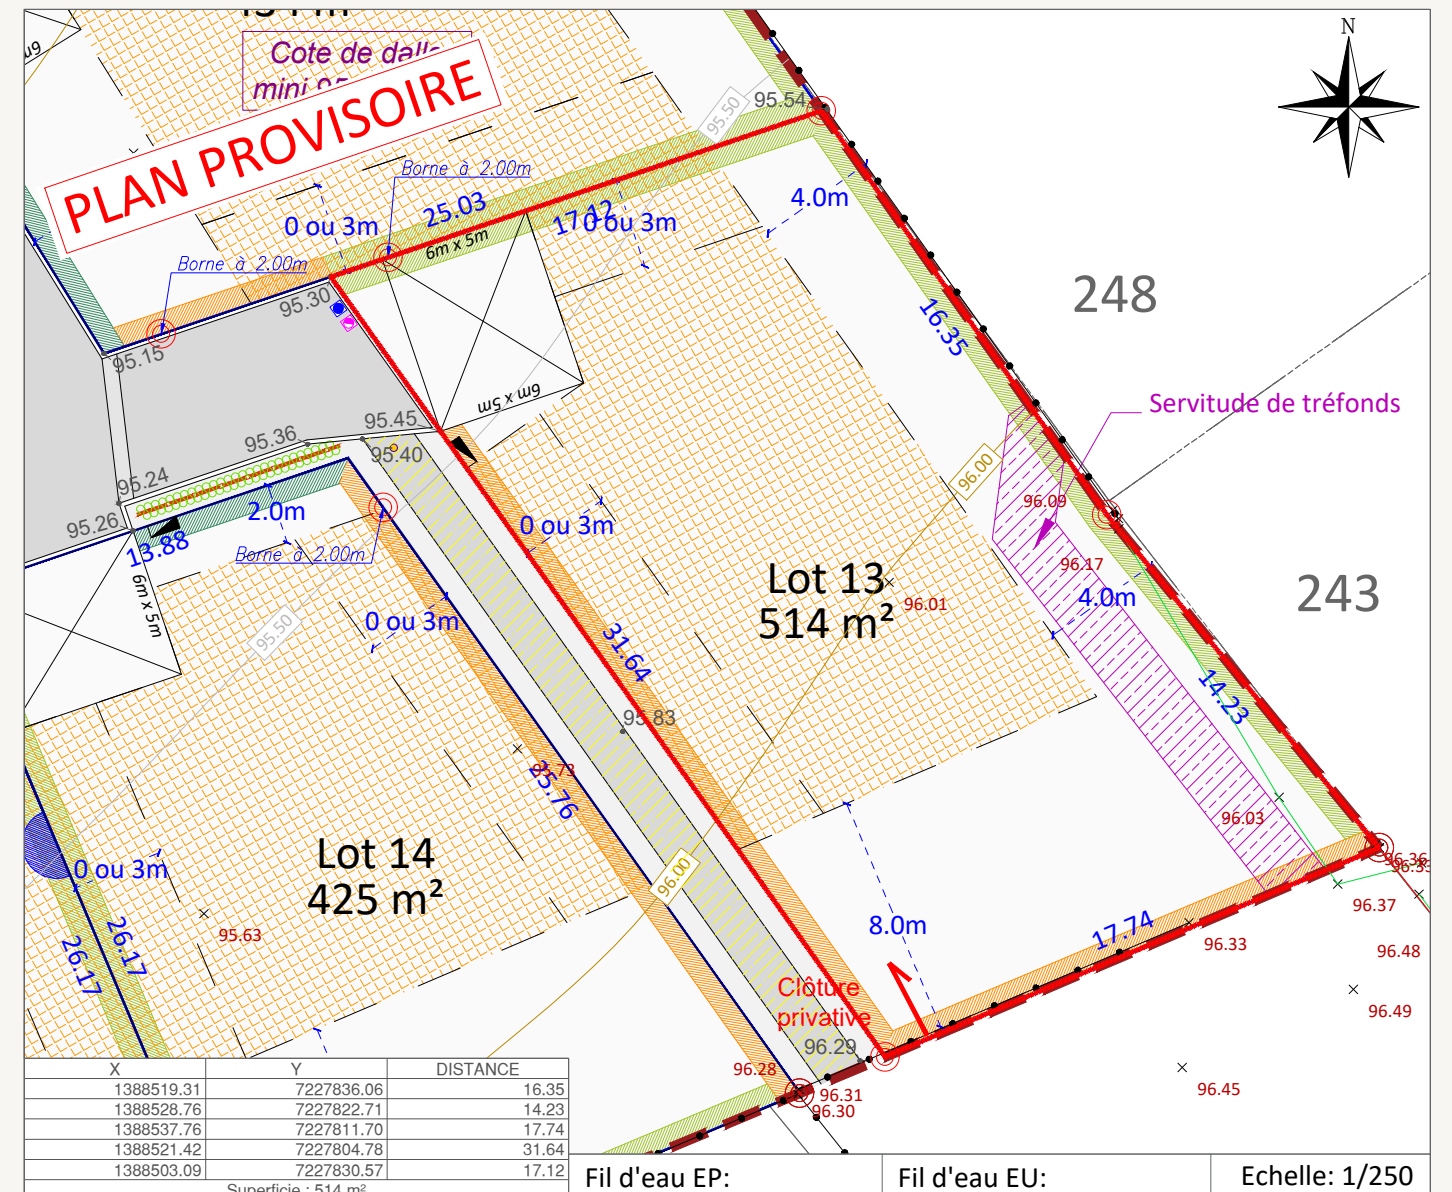 Cote de dalle
mini 95
PLAN PROVISOIRE
N
95.50
95.54
Borne à 2.00m
25.03
0 ou 3m
17.12
0 ou 3m
6m x 5m
4.0m
Borne à 2.00m
95.30
95.15
248
16.35
Servitude de tréfonds
6m x 5m
95.45
95.36
95.40
95.24
95.26
2.0m
13.88
Borne à 2.00m
6m x 5m
0 ou 3m
96.00
96.09
96.17
4.0m
243
Lot 13
514 m²
96.01
95.50
0 ou 3m
31.64
14.23
95.83
95.73
25.76
96.03
96.00
Lot 14
425 m²
0 ou 3m
95.63
26.17
26.17
8.0m
17.74
96.36
96.37
96.33
96.48
96.49
96.45
Clôture
privative
96.29
96.28
96.31
96.30
X Y DISTANCE
1388519.31 7227836.06 16.35
1388528.76 7227822.71 14.23
1388537.76 7227811.70 17.74
1388521.42 7227804.78 31.64
1388503.09 7227830.57 17.12
Superficie : 514 m²
Fil d'eau EP:
Fil d'eau EU:
Echelle: 1/250